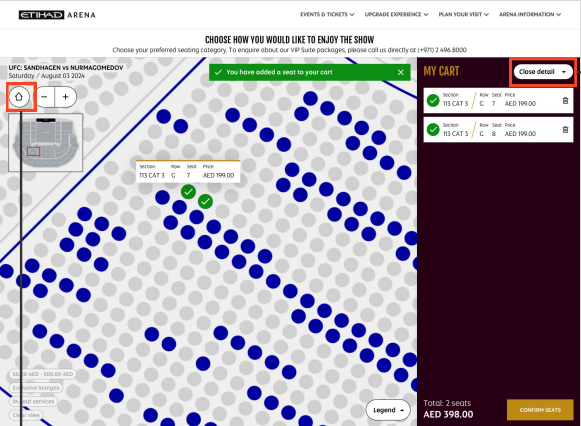 ETIHAD ARENA
EVENTS & TICKETS
UPGRADE EXPERIENCE
PLAN YOUR VISIT
ARENA INFORMATION
CHOOSE HOW YOU WOULD LIKE TO ENJOY THE SHOW
Choose your preferred seating category. To enquire about our VIP Suite packages, please call us directly at (+971) 2 496 8000
UFC: SANDHAGEN vs NURMAGOMEDOV
Saturday / August 03 2024
You have added a seat to your cart
MY CART
Close detail
Section Row Seat Price
113 CAT 3 G 7 AED 199.00
Section Row Seat Price
113 CAT 3 G 8 AED 199.00
Section Row Seat Price
113 CAT 3 G 7 AED 199.00
50.00 AED - 500.00 AED
Exclusive lounges
In-seat services
Clear view
Legend
Total: 2 seats
AED 398.00
CONFIRM SEATS